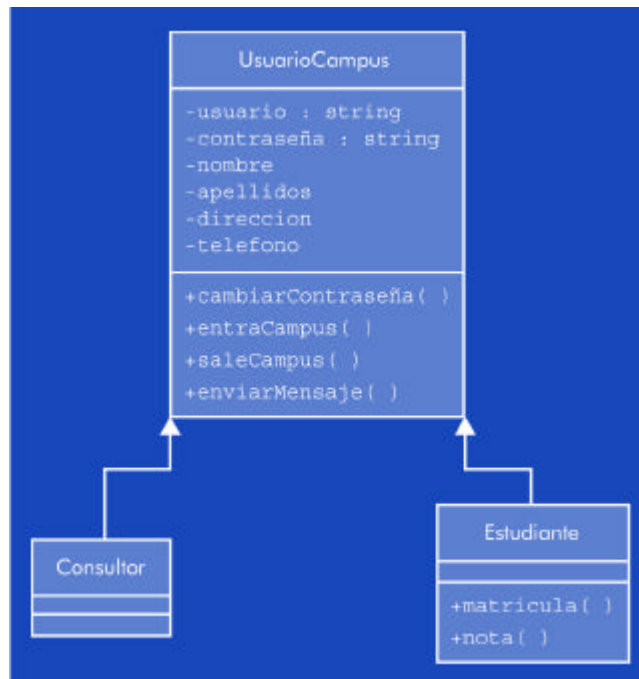 UsuarioCampus
-usuario : string
-contraseña : string
-nombre
-apellidos
-direccion
-telefono
+cambiarContraseña( )
+entraCampus( )
+saleCampus( )
+enviarMensaje( )
Consultor
Estudiante
+matricula( )
+nota( )